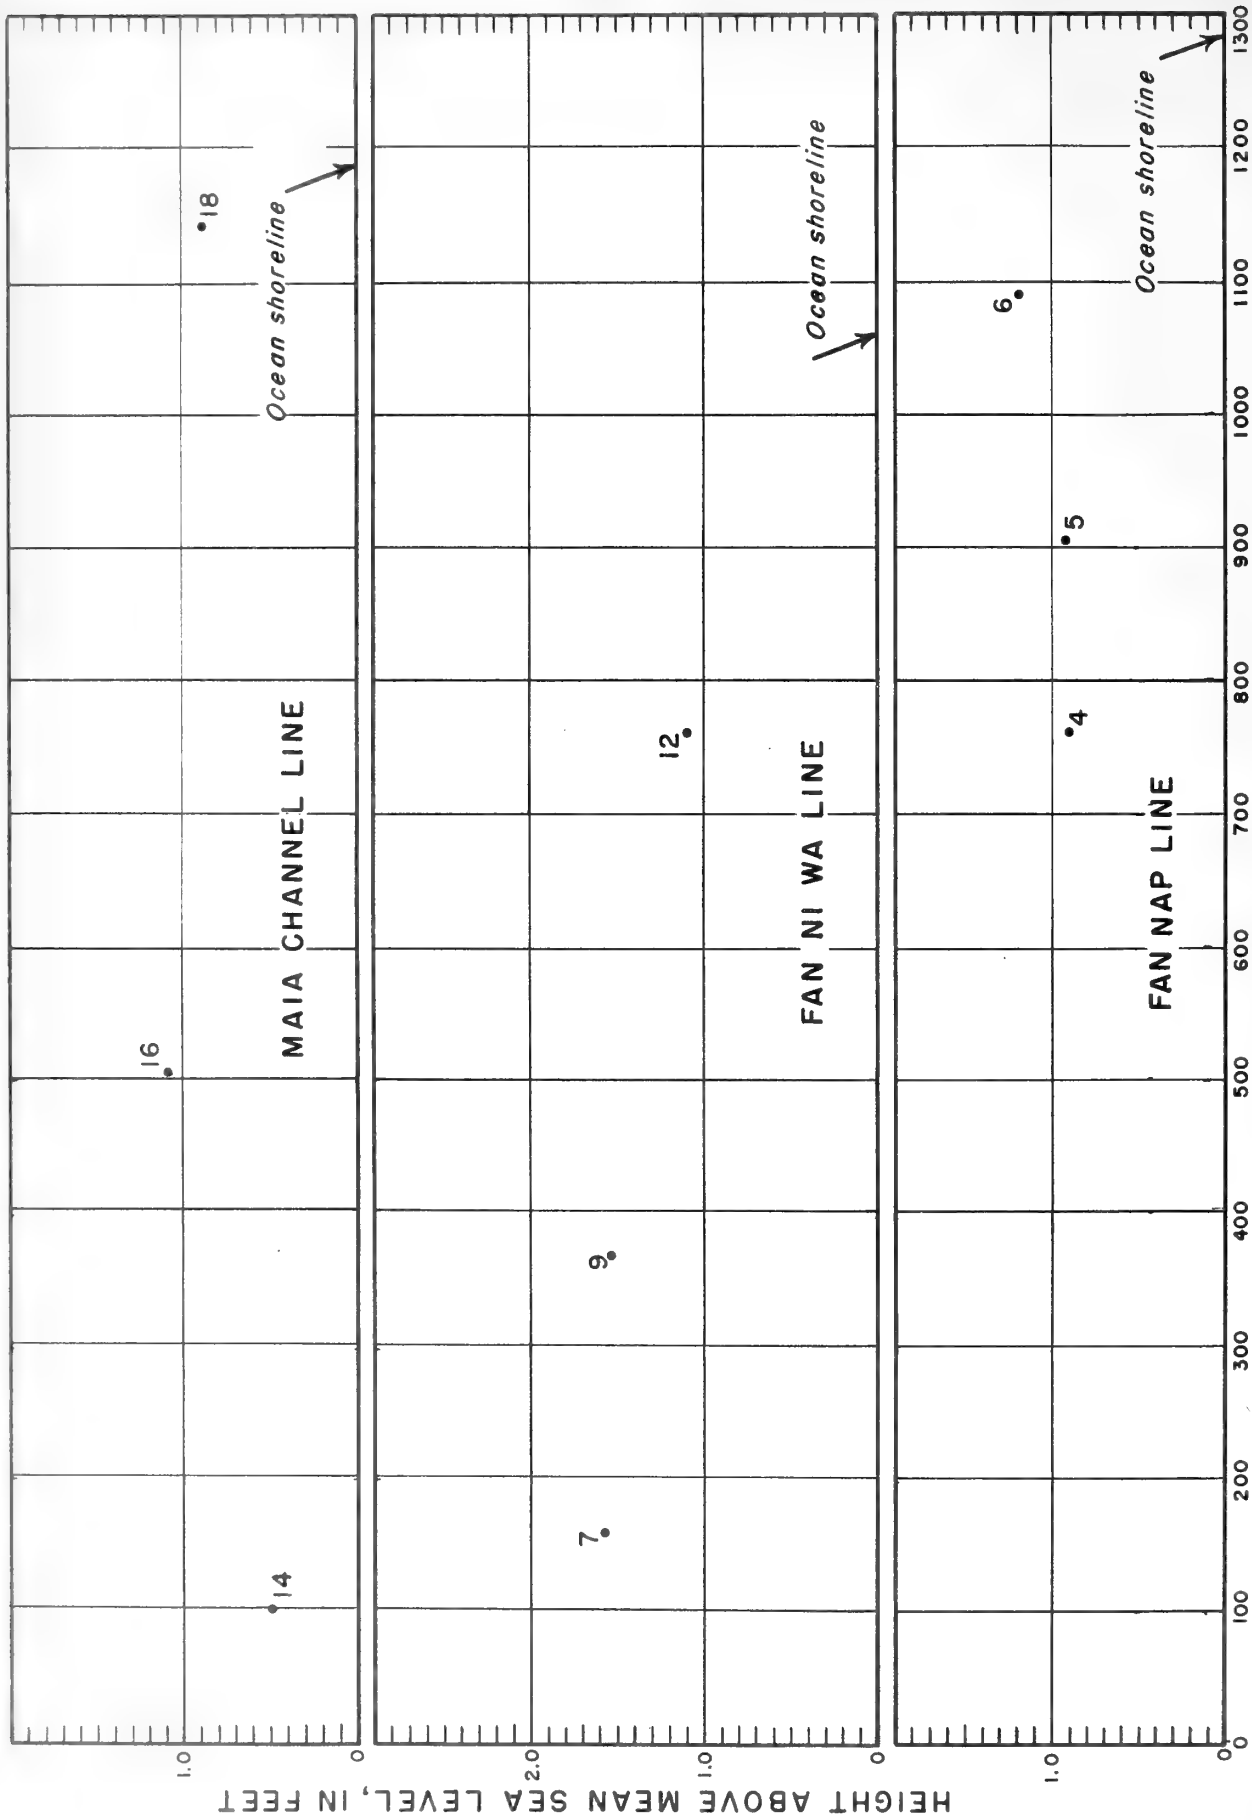 HEIGHT ABOVE MEAN SEA LEVEL, IN FEET
1.0
0
14
16
18
MAIA CHANNEL LINE
Ocean shoreline
2.0
1.0
0
7
9
12
FAN NI WA LINE
Ocean shoreline
1.0
0
4
5
6
FAN NAP LINE
Ocean shoreline
0 100 200 300 400 500 600 700 800 900 1000 1100 1200 1300